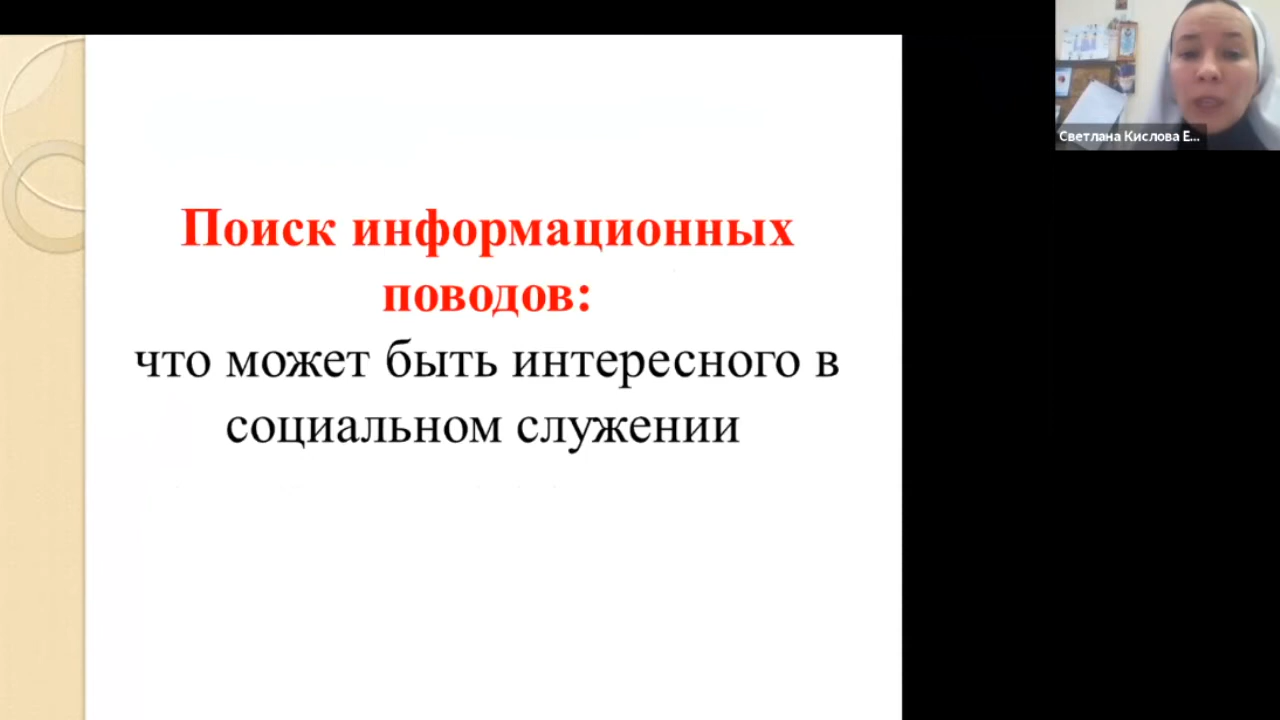 Поиск информационных
поводов:
что может быть интересного в
социальном служении
Светлана Кислова Е...